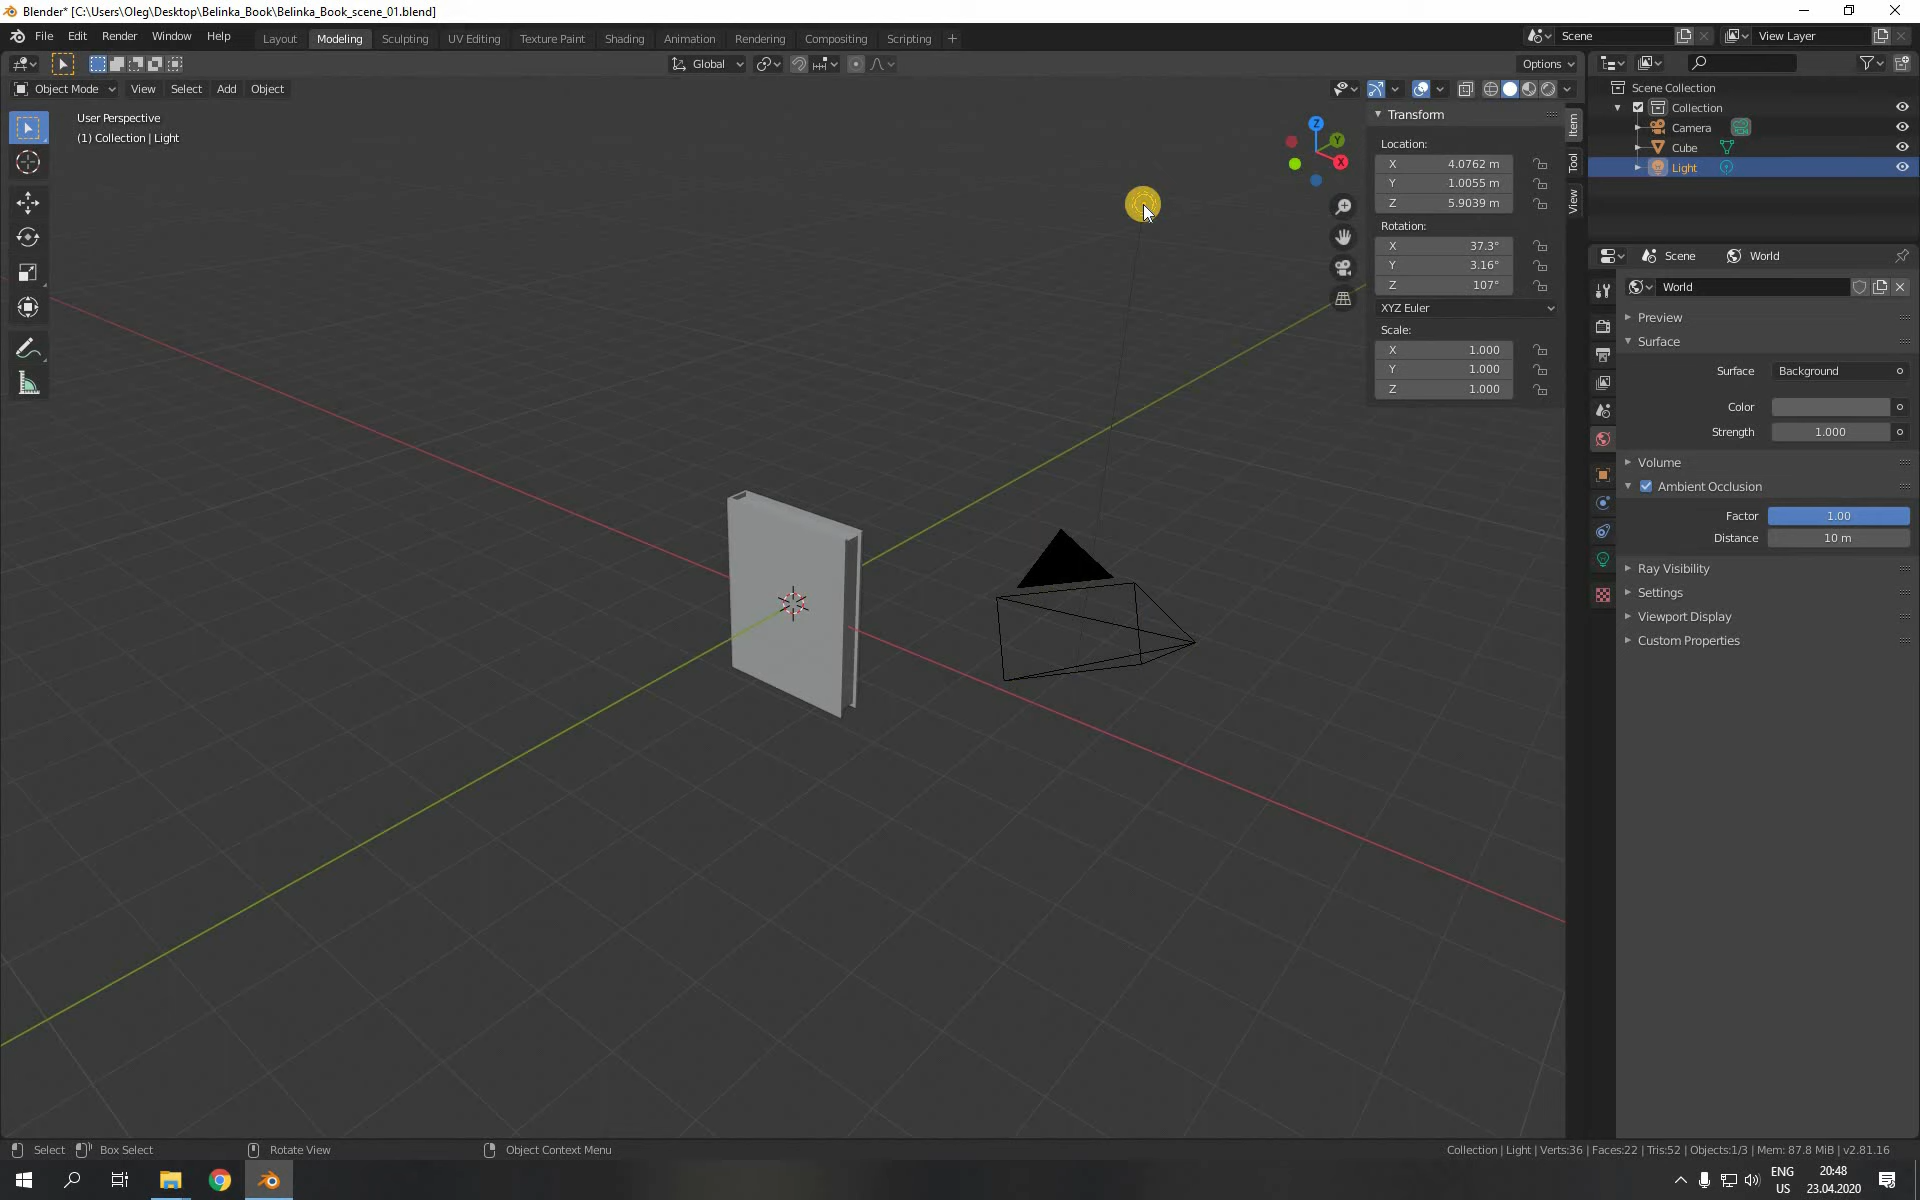 Blender* [C:\Users\Oleg\Desktop\Belinka_Book\Belinka_Book_scene_01.blend]
File Edit Render Window Help Layout Modeling Sculpting UV Editing Texture Paint Shading Animation Rendering Compositing Scripting + Scene View Layer
Global Options
Object Mode View Select Add Object
User Perspective
(1) Collection | Light
Z
Y
X
Transform
Location:
X 4.0762 m
Y 1.0055 m
Z 5.9039 m
Rotation:
X 37.3°
Y 3.16°
Z 107°
XYZ Euler
Scale:
X 1.000
Y 1.000
Z 1.000
Item
Tool
View
Scene Collection
Collection
Camera
Cube
Light
Scene World
World
Preview
Surface
Surface Background
Color
Strength 1.000
Volume
Ambient Occlusion
Factor 1.00
Distance 10 m
Ray Visibility
Settings
Viewport Display
Custom Properties
Select Box Select Rotate View Object Context Menu Collection | Light | Verts:36 | Faces:22 | Tris:52 | Objects:1/3 | Mem: 87.8 MiB | v2.81.16
ENG 20:48
US 23.04.2020